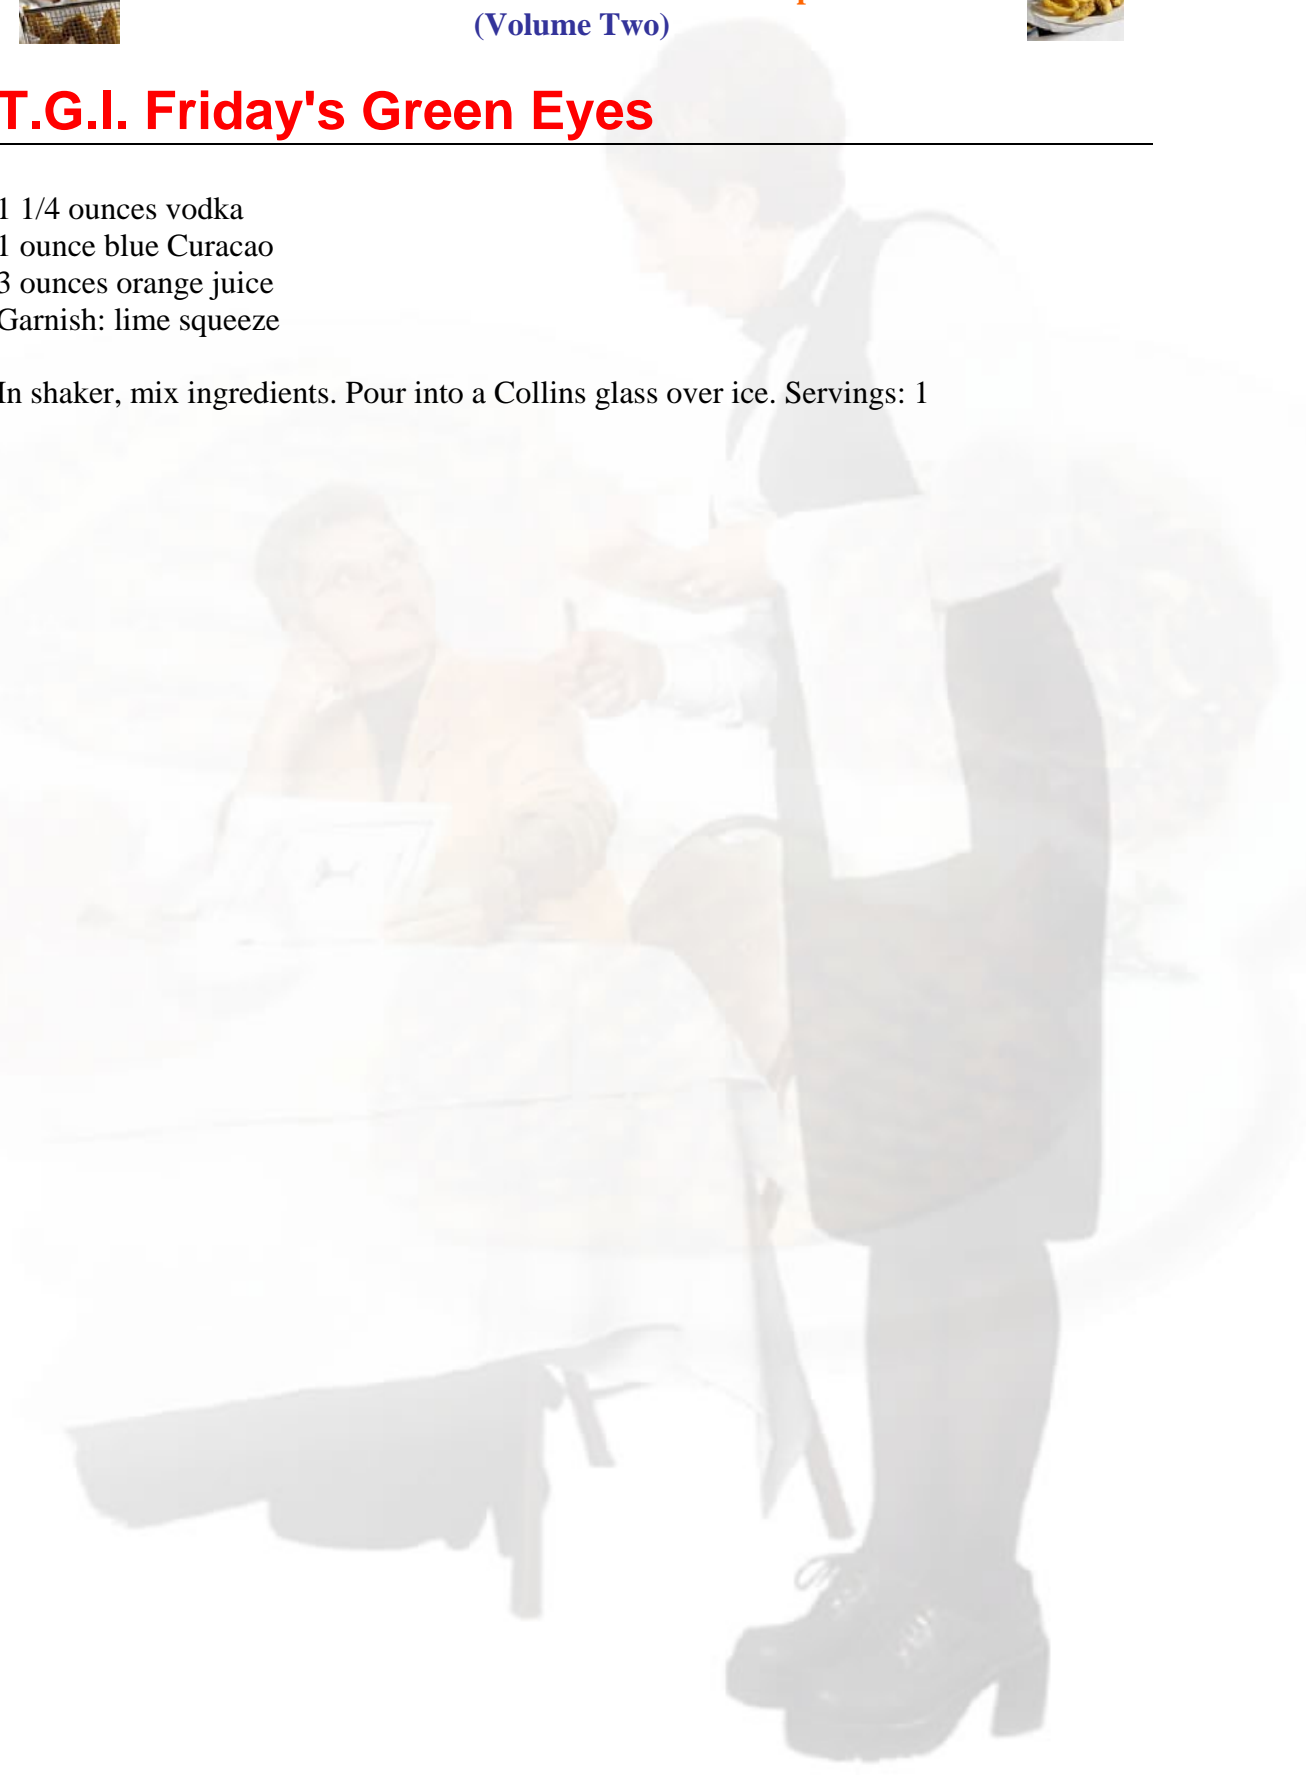 (Volume Two)
T.G.I. Friday's Green Eyes
1 1/4 ounces vodka
1 ounce blue Curacao
3 ounces orange juice
Garnish: lime squeeze
In shaker, mix ingredients. Pour into a Collins glass over ice. Servings: 1